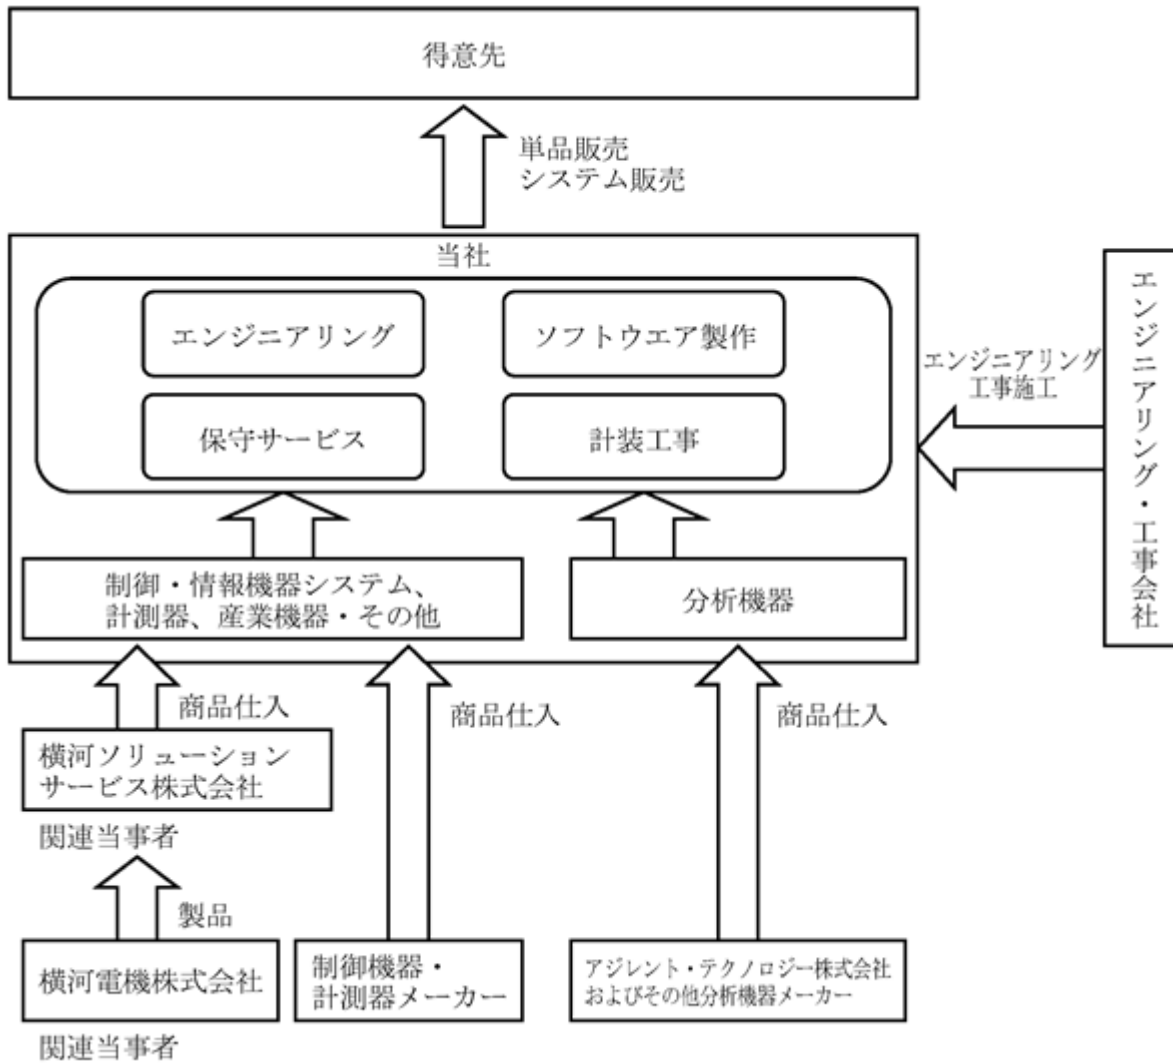 得意先
単品販売
システム販売
当社
エンジニアリング
ソフトウエア製作
保守サービス
計装工事
エンジニアリング
工事施工
エンジニアリング・工事会社
制御・情報機器システム、
計測器、産業機器・その他
分析機器
商品仕入
商品仕入
商品仕入
横河ソリューション
サービス株式会社
関連当事者
製品
横河電機株式会社
関連当事者
制御機器・
計測器メーカー
アジレント・テクノロジー株式会社
およびその他分析機器メーカー